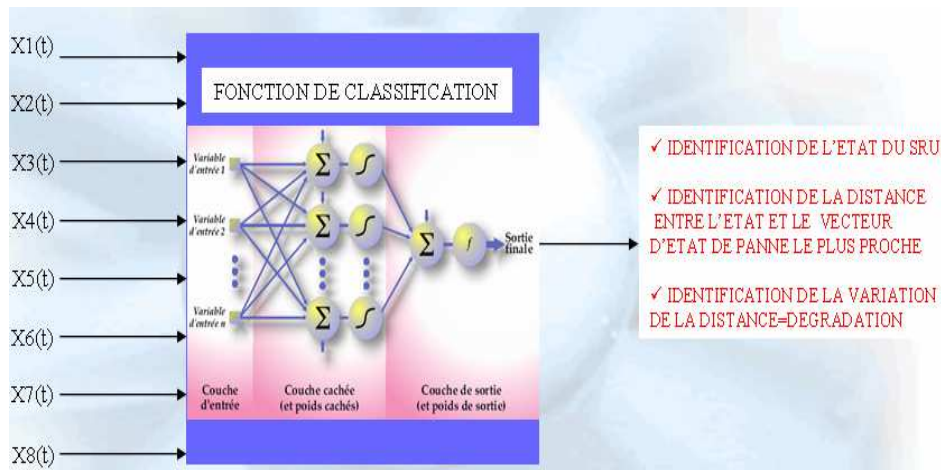 X1(t)
X2(t)
X3(t)
X4(t)
X5(t)
X6(t)
X7(t)
X8(t)
FONCTION DE CLASSIFICATION
Variable
d'entrée 1
Variable
d'entrée 2
Variable
d'entrée n
Σ
Σ
Σ
Σ
f
Sortie
finale
Couche
d'entrée
Couche cachée
(et poids cachés)
Couche de sortie
(et poids de sortie)
✓ IDENTIFICATION DE L'ETAT DU SRU
✓ IDENTIFICATION DE LA DISTANCE
ENTRE L'ETAT ET LE VECTEUR
D'ETAT DE PANNE LE PLUS PROCHE
✓ IDENTIFICATION DE LA VARIATION
DE LA DISTANCE=DEGRADATION